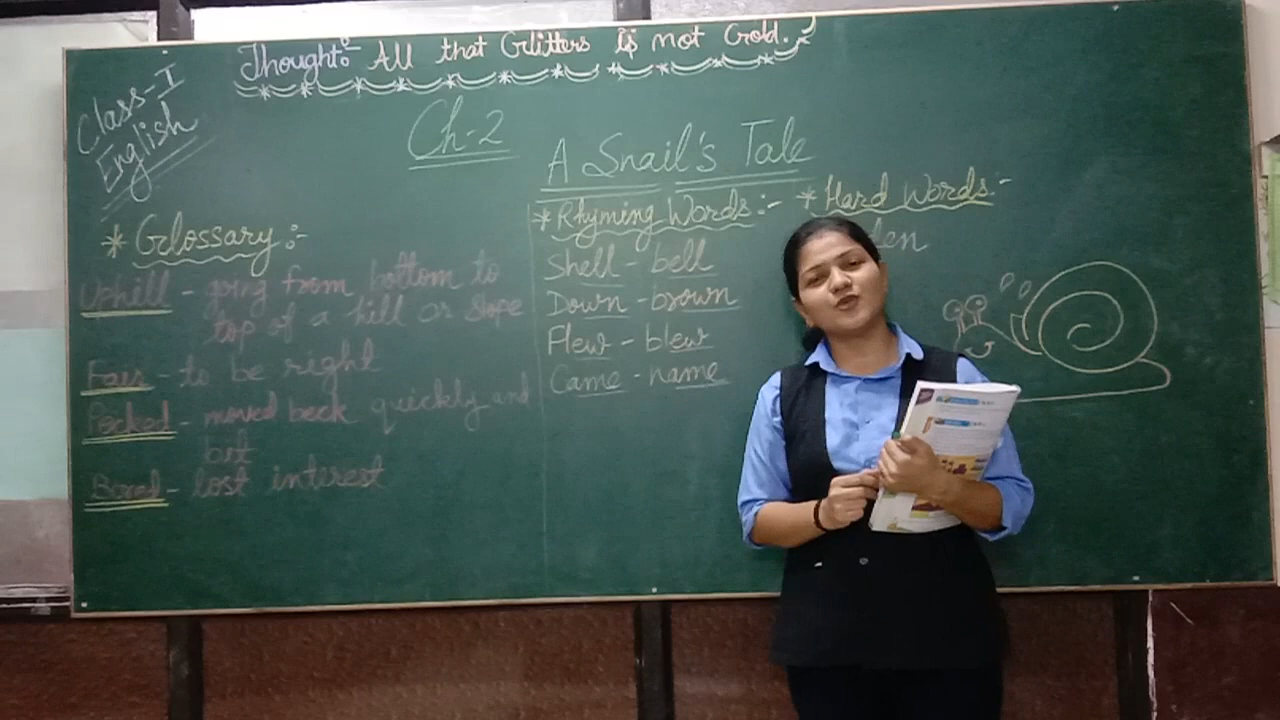 Thought:- All that Glitters is not Gold.
Class-I
English
Ch-2
A Snail's Tale
* Glossary:-
Uphill - going from bottom to
top of a hill or slope
Fair - to be right
Pecked - moved beck quickly and
bit
Bored - lost interest
* Rhyming Words:-
Shell - bell
Down - brown
Flew - blew
Came - name
* Hard Words:-